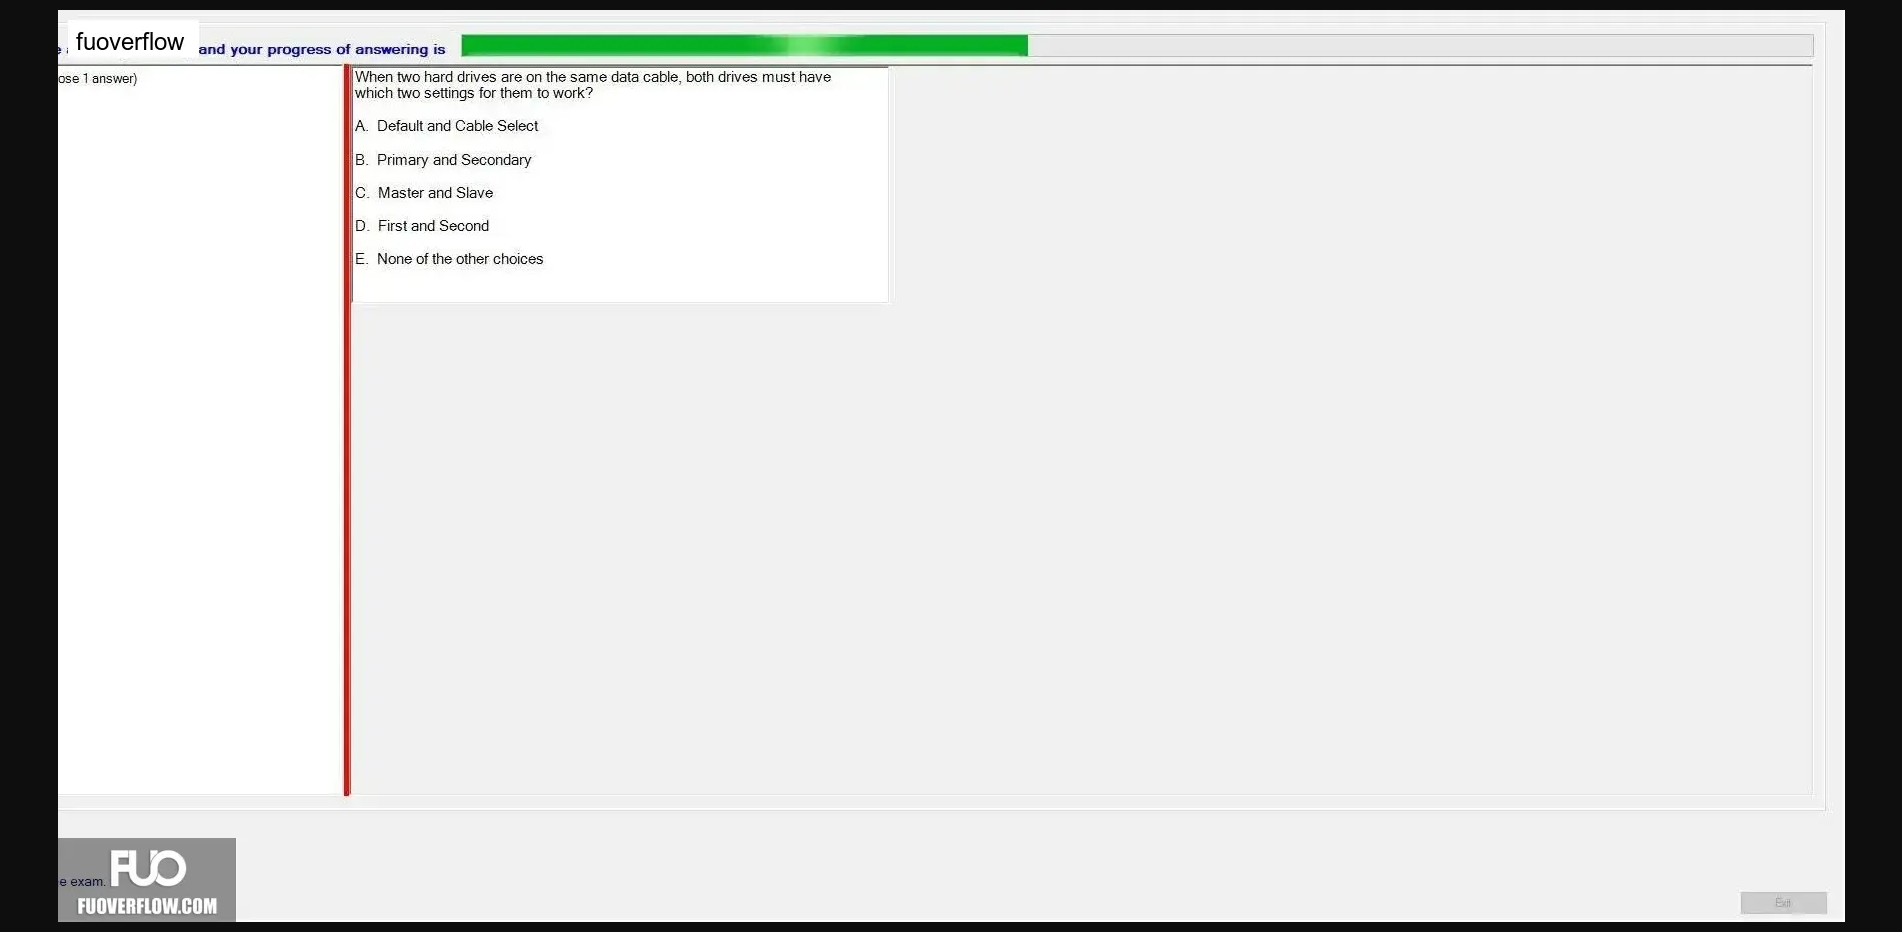 fuoverflow
and your progress of answering is
ose 1 answer)
When two hard drives are on the same data cable, both drives must have
which two settings for them to work?
A. Default and Cable Select
B. Primary and Secondary
C. Master and Slave
D. First and Second
E. None of the other choices
e exam.
FUO
FUOVERFLOW.COM
Exit